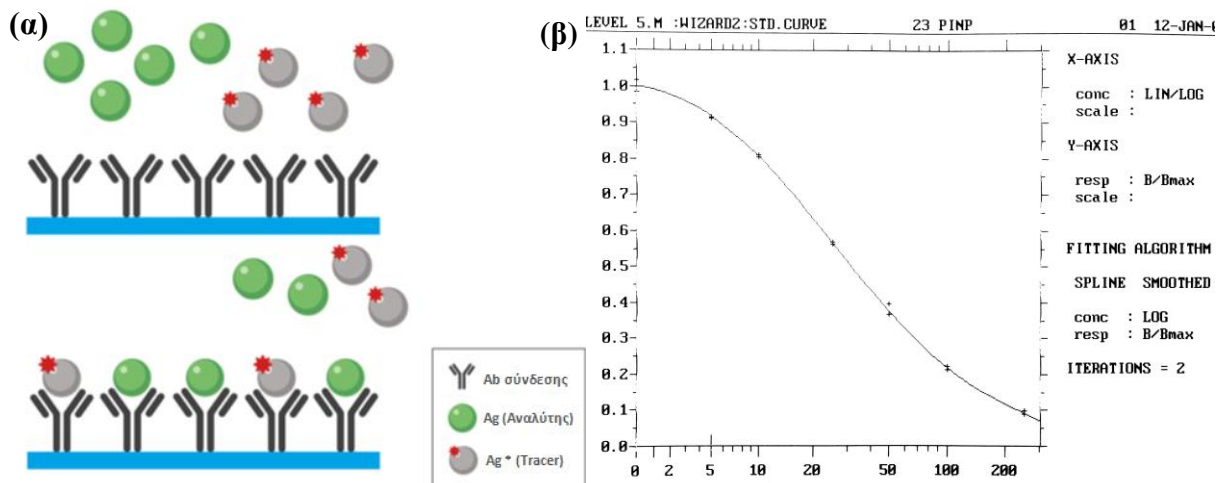 (α)
Ab σύνδεσης
Ag (Αναλύτης)
Ag * (Tracer)
(β)
LEVEL 5.M :WIZARD2:STD.CURVE 23 PINP 01 12-JAN-
1.1
1.0
0.9
0.8
0.7
0.6
0.5
0.4
0.3
0.2
0.1
0.0
0 2 5 10 20 50 100 200
X-AXIS
conc : LIN/LOG
scale :
Y-AXIS
resp : B/Bmax
scale :
FITTING ALGORITHM
SPLINE SMOOTHED
conc : LOG
resp : B/Bmax
ITERATIONS = 2